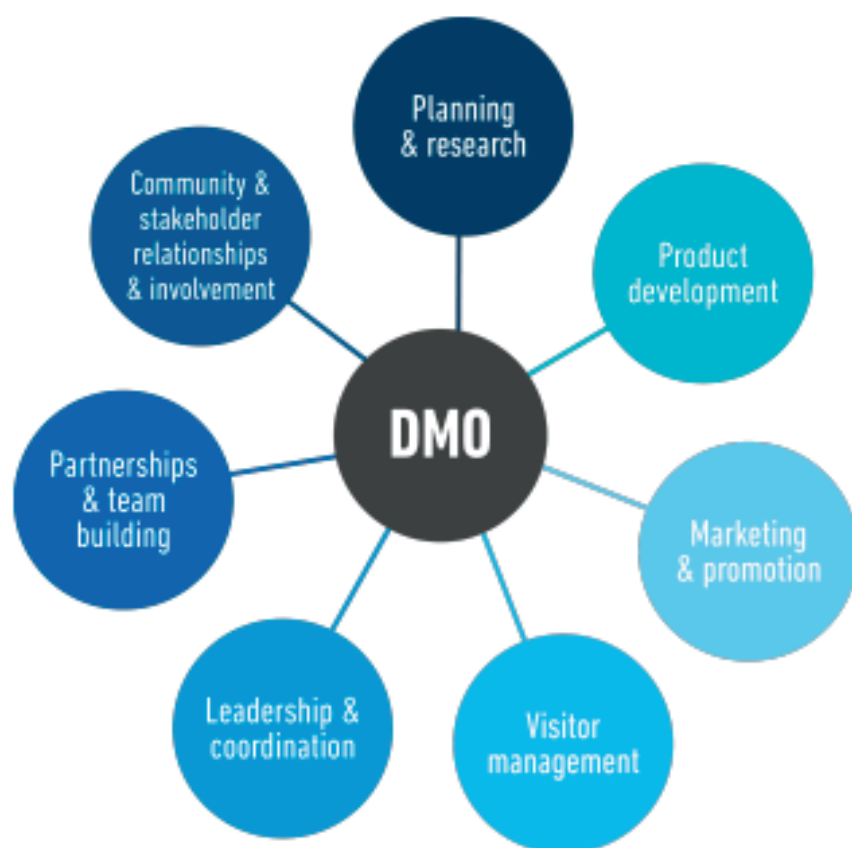 Planning
& research
Product
development
Marketing
& promotion
Visitor
management
Leadership &
coordination
Partnerships
& team
building
Community &
stakeholder
relationships
& involvement
DMO